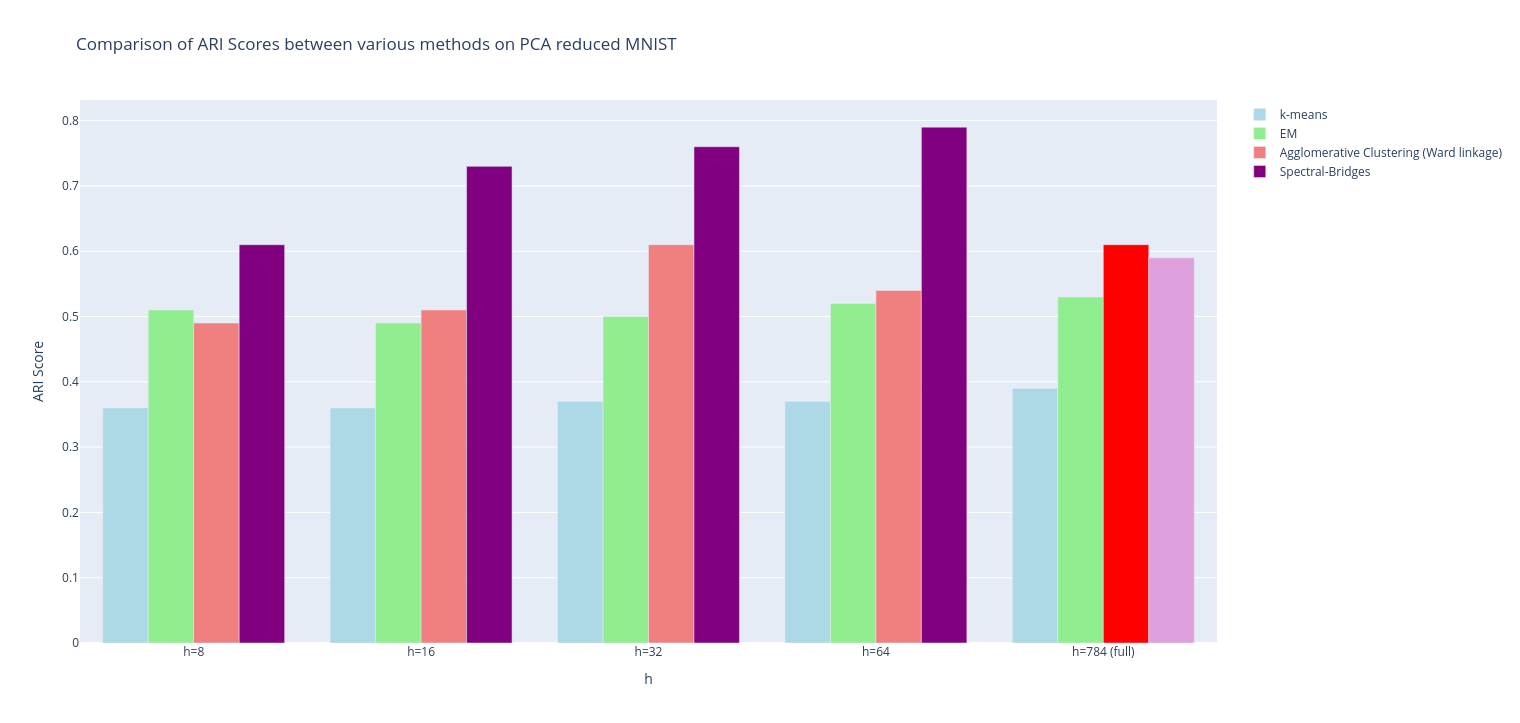 Comparison of ARI Scores between various methods on PCA reduced MNIST
k-means
EM
Agglomerative Clustering (Ward linkage)
Spectral-Bridges
ARI Score
0.8
0.7
0.6
0.5
0.4
0.3
0.2
0.1
0
h=8
h=16
h=32
h=64
h=784 (full)
h